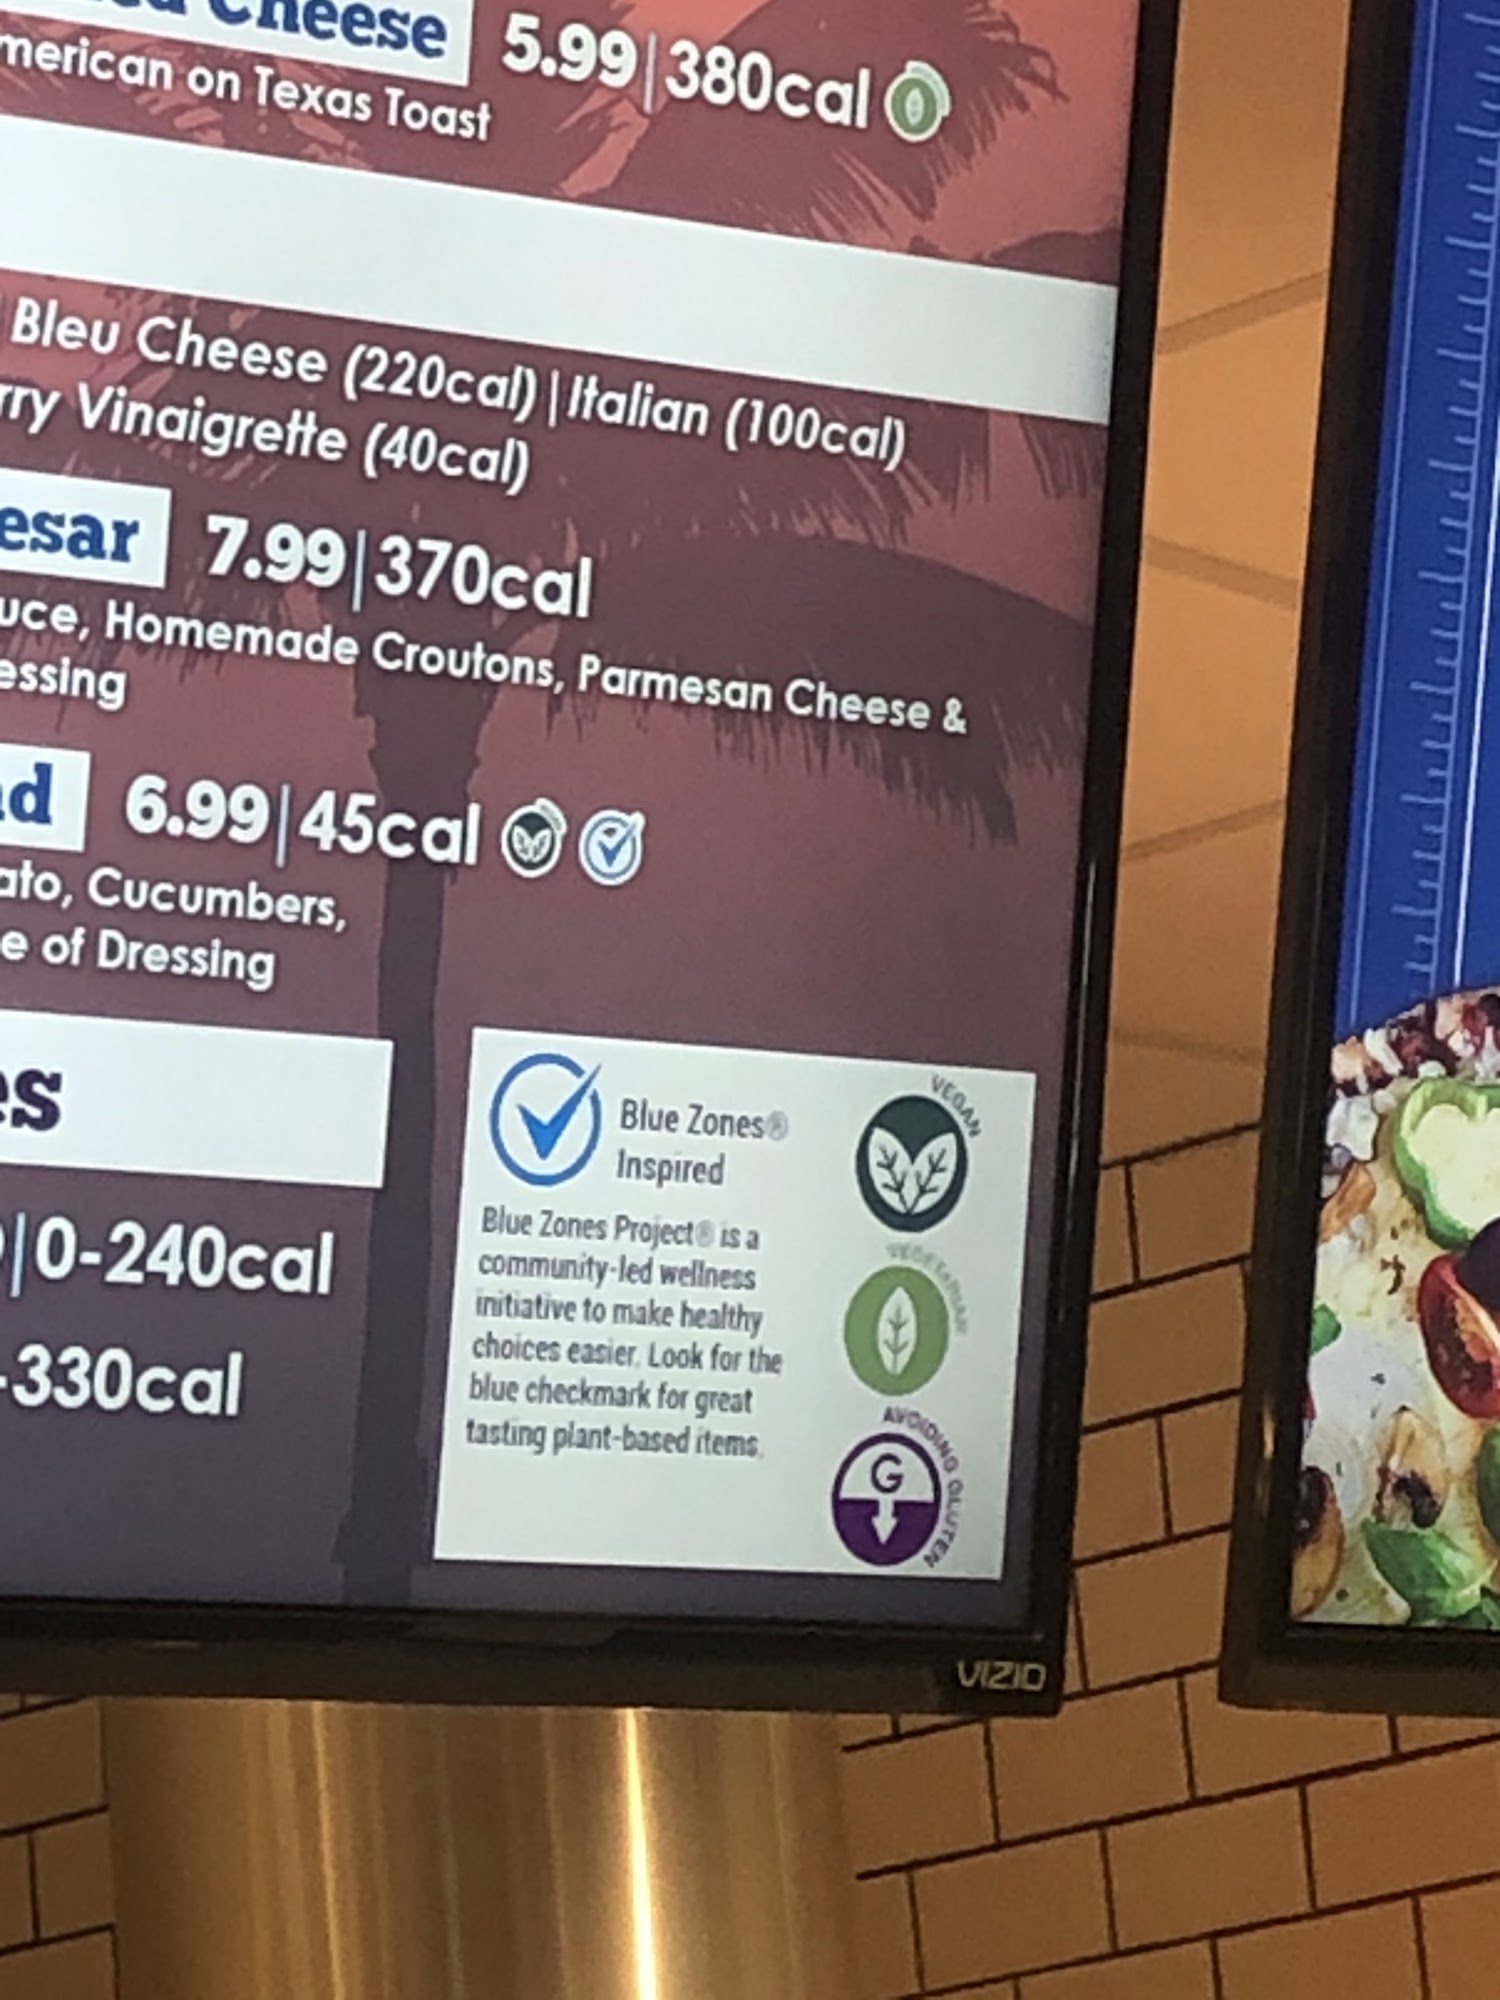 Cheese 5.99|380cal
merican on Texas Toast
Bleu Cheese (220cal)|Italian (100cal)
rry Vinaigrette (40cal)
esar 7.99|370cal
uce, Homemade Croutons, Parmesan Cheese &
essing
ad 6.99|45cal
ato, Cucumbers,
e of Dressing
es
|0-240cal
-330cal
Blue Zones®
Inspired
Blue Zones Project® is a
community-led wellness
initiative to make healthy
choices easier. Look for the
blue checkmark for great
tasting plant-based items.
VEGAN
VEGETARIAN
G
AVOIDING GLUTEN
VIZIO